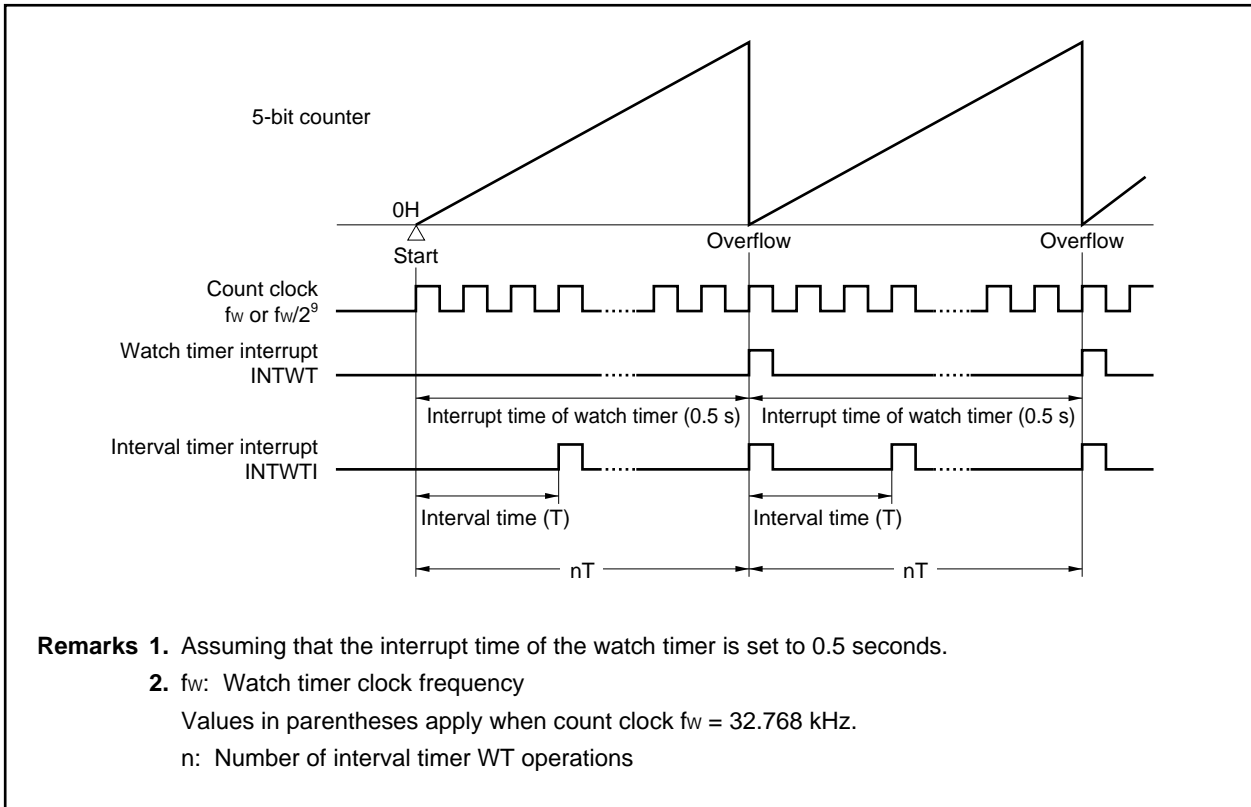 5-bit counter
0H
Start
Overflow
Overflow
Count clock
fW or fW/2⁹
Watch timer interrupt
INTWT
Interrupt time of watch timer (0.5 s)
Interrupt time of watch timer (0.5 s)
Interval timer interrupt
INTWTI
Interval time (T)
Interval time (T)
nT
nT
Remarks 1. Assuming that the interrupt time of the watch timer is set to 0.5 seconds.
2. fW: Watch timer clock frequency
Values in parentheses apply when count clock fW = 32.768 kHz.
n: Number of interval timer WT operations